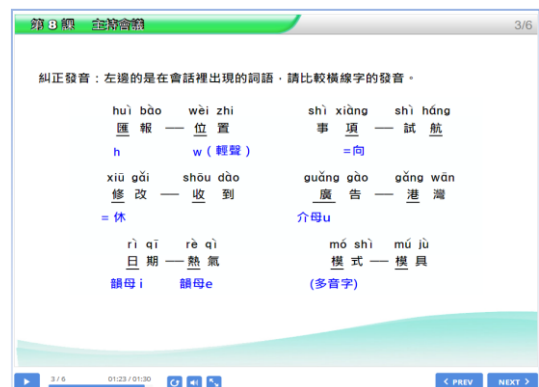 第 8 課 主持會議
3/6
糾正發音：左邊的是在會話裡出現的詞語，請比較橫線字的發音。
huì bào wèi zhi shì xiàng shì háng
匯 報 — 位 置 事 項 — 試 航
h w（輕聲） =向
xiū gǎi shōu dào guǎng gào gǎng wān
修 改 — 收 到 廣 告 — 港 灣
= 休 介母u
rì qī rè qì mó shì mú jù
日 期 — 熱 氣 模 式 — 模 具
韻母 i 韻母e (多音字)
3 / 6 01:23 / 01:30 < PREV NEXT >